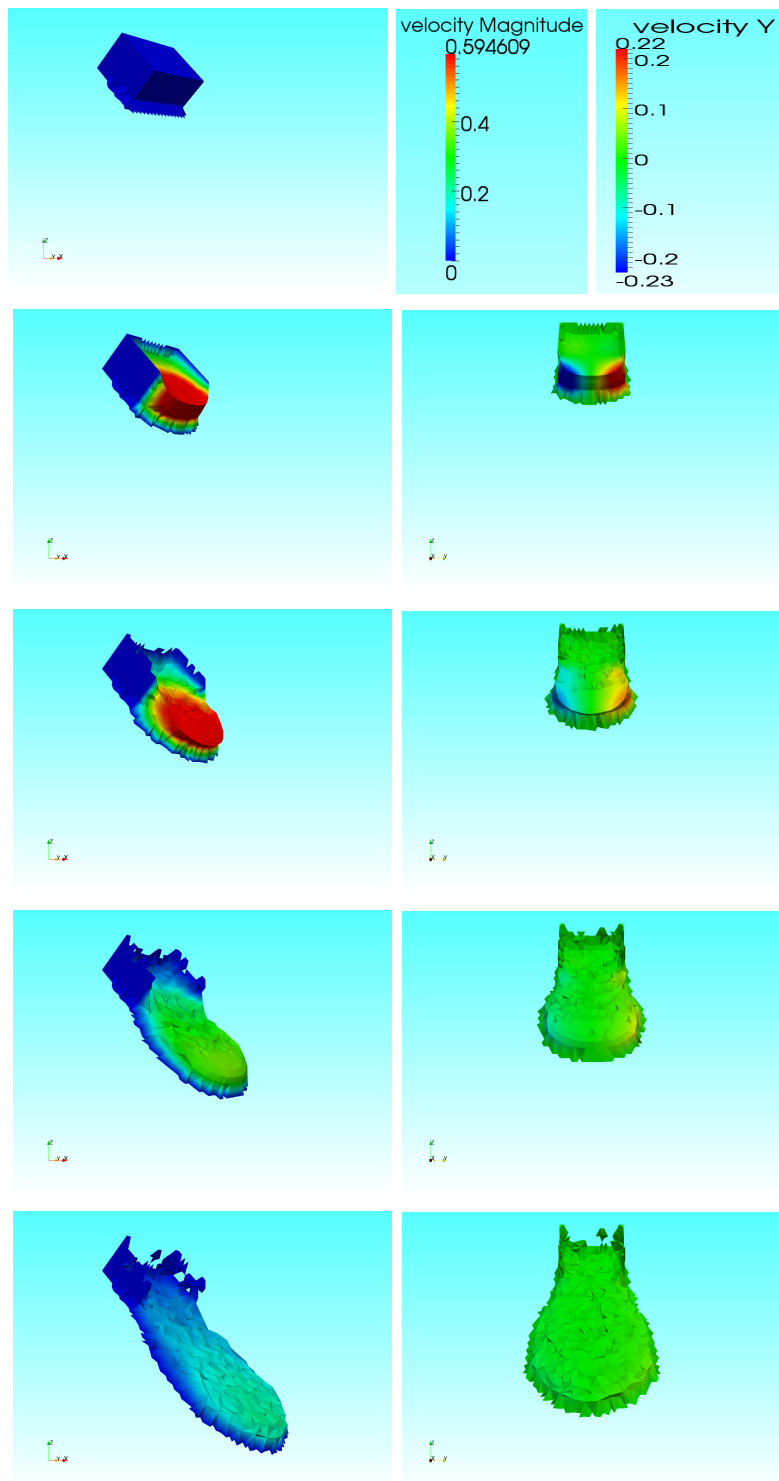 velocity Magnitude
0.594609
0.4
0.2
0
velocity Y
0.22
0.2
0.1
0
-0.1
-0.2
-0.23
Z
Y X
Z
Y X
Z
X Y
Z
Y X
Z
X Y
Z
Y X
Z
X Y
Z
Y X
Z
X Y